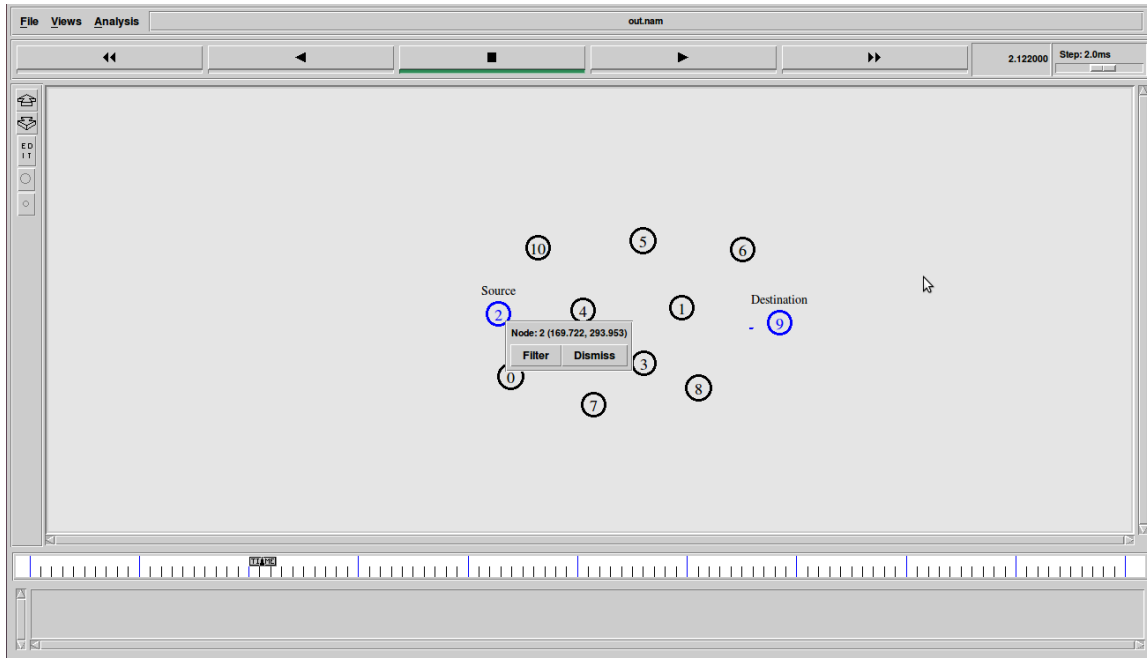 File Views Analysis out.nam
2.122000 Step: 2.0ms
ED
IT
10 5 6
Source
2 4 1
Destination
9
Node: 2 (169.722, 293.953)
Filter Dismiss
0 3 8
7
TIME